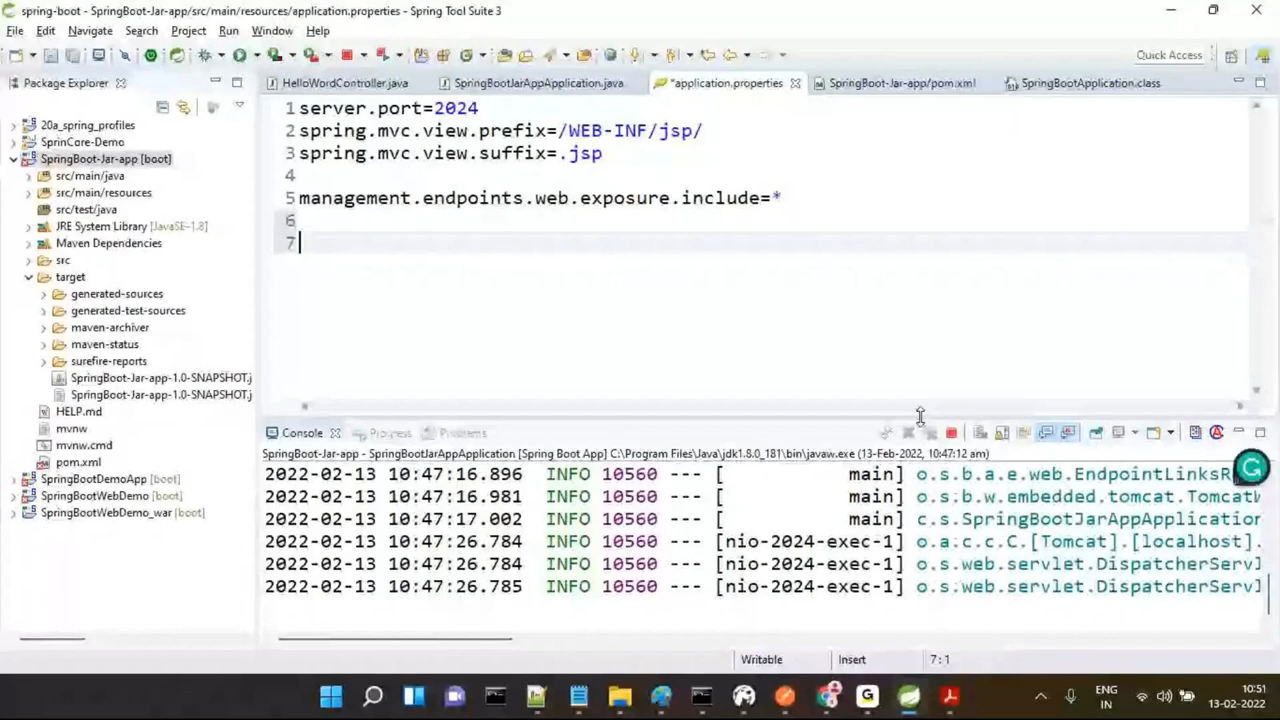 spring-boot - SpringBoot-Jar-app/src/main/resources/application.properties - Spring Tool Suite 3
File Edit Navigate Search Project Run Window Help
Quick Access
Package Explorer
HelloWordController.java SpringBootJarAppApplication.java *application.properties SpringBoot-Jar-app/pom.xml SpringBootApplication.class
20a_spring_profiles
SprinCore-Demo
SpringBoot-Jar-app [boot]
src/main/java
src/main/resources
src/test/java
JRE System Library [JavaSE-1.8]
Maven Dependencies
src
target
generated-sources
generated-test-sources
maven-archiver
maven-status
surefire-reports
SpringBoot-Jar-app-1.0-SNAPSHOT.j
SpringBoot-Jar-app-1.0-SNAPSHOT.j
HELP.md
mvnw
mvnw.cmd
pom.xml
SpringBootDemoApp [boot]
SpringBootWebDemo [boot]
SpringBootWebDemo_war [boot]
1 server.port=2024
2 spring.mvc.view.prefix=/WEB-INF/jsp/
3 spring.mvc.view.suffix=.jsp
4
5 management.endpoints.web.exposure.include=*
6
7
Console Progress Problems
SpringBoot-Jar-app - SpringBootJarAppApplication [Spring Boot App] C:\Program Files\Java\jdk1.8.0_181\bin\javaw.exe (13-Feb-2022, 10:47:12 am)
2022-02-13 10:47:16.896 INFO 10560 --- [ main] o.s.b.a.e.web.EndpointLinksR
2022-02-13 10:47:16.981 INFO 10560 --- [ main] o.s.b.w.embedded.tomcat.TomcatW
2022-02-13 10:47:17.002 INFO 10560 --- [ main] c.s.SpringBootJarAppApplication
2022-02-13 10:47:26.784 INFO 10560 --- [nio-2024-exec-1] o.a.c.c.C.[Tomcat].[localhost].
2022-02-13 10:47:26.784 INFO 10560 --- [nio-2024-exec-1] o.s.web.servlet.DispatcherServl
2022-02-13 10:47:26.785 INFO 10560 --- [nio-2024-exec-1] o.s.web.servlet.DispatcherServl
Writable Insert 7:1
ENG
IN
10:51
13-02-2022